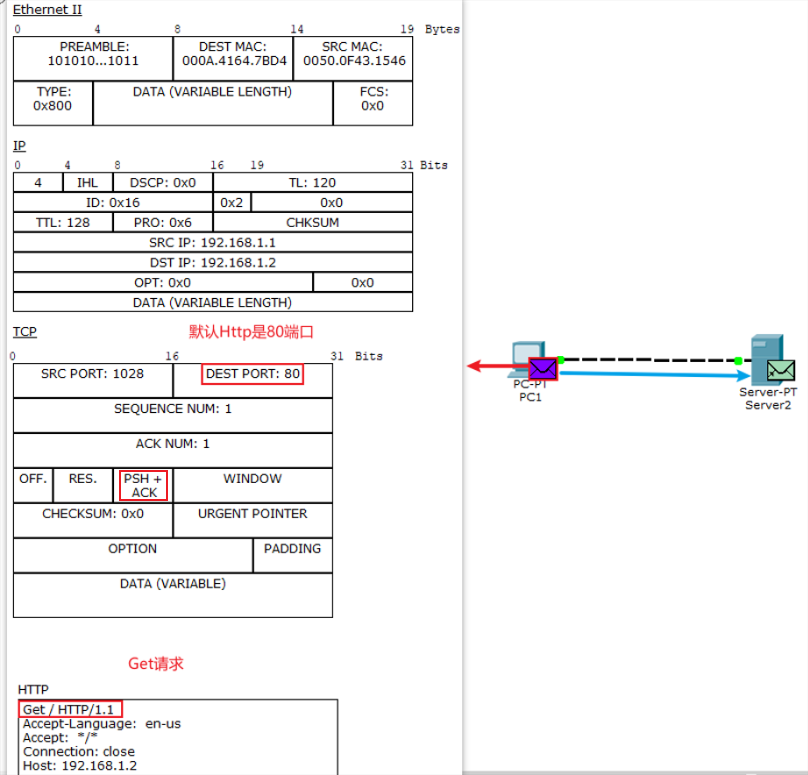 Ethernet II
0 4 8 14 19 Bytes
PREAMBLE: DEST MAC: SRC MAC:
101010...1011 000A.4164.7BD4 0050.0F43.1546
TYPE: DATA (VARIABLE LENGTH) FCS:
0x800 0x0
IP
0 4 8 16 19 31 Bits
4 IHL DSCP: 0x0 TL: 120
ID: 0x16 0x2 0x0
TTL: 128 PRO: 0x6 CHKSUM
SRC IP: 192.168.1.1
DST IP: 192.168.1.2
OPT: 0x0 0x0
DATA (VARIABLE LENGTH)
TCP 默认Http是80端口
0 16 31 Bits
SRC PORT: 1028 DEST PORT: 80
SEQUENCE NUM: 1
ACK NUM: 1
OFF. RES. PSH + WINDOW
ACK
CHECKSUM: 0x0 URGENT POINTER
OPTION PADDING
DATA (VARIABLE)
Get请求
HTTP
Get / HTTP/1.1
Accept-Language: en-us
Accept: */*
Connection: close
Host: 192.168.1.2
PC-PT
PC1
Server-PT
Server2